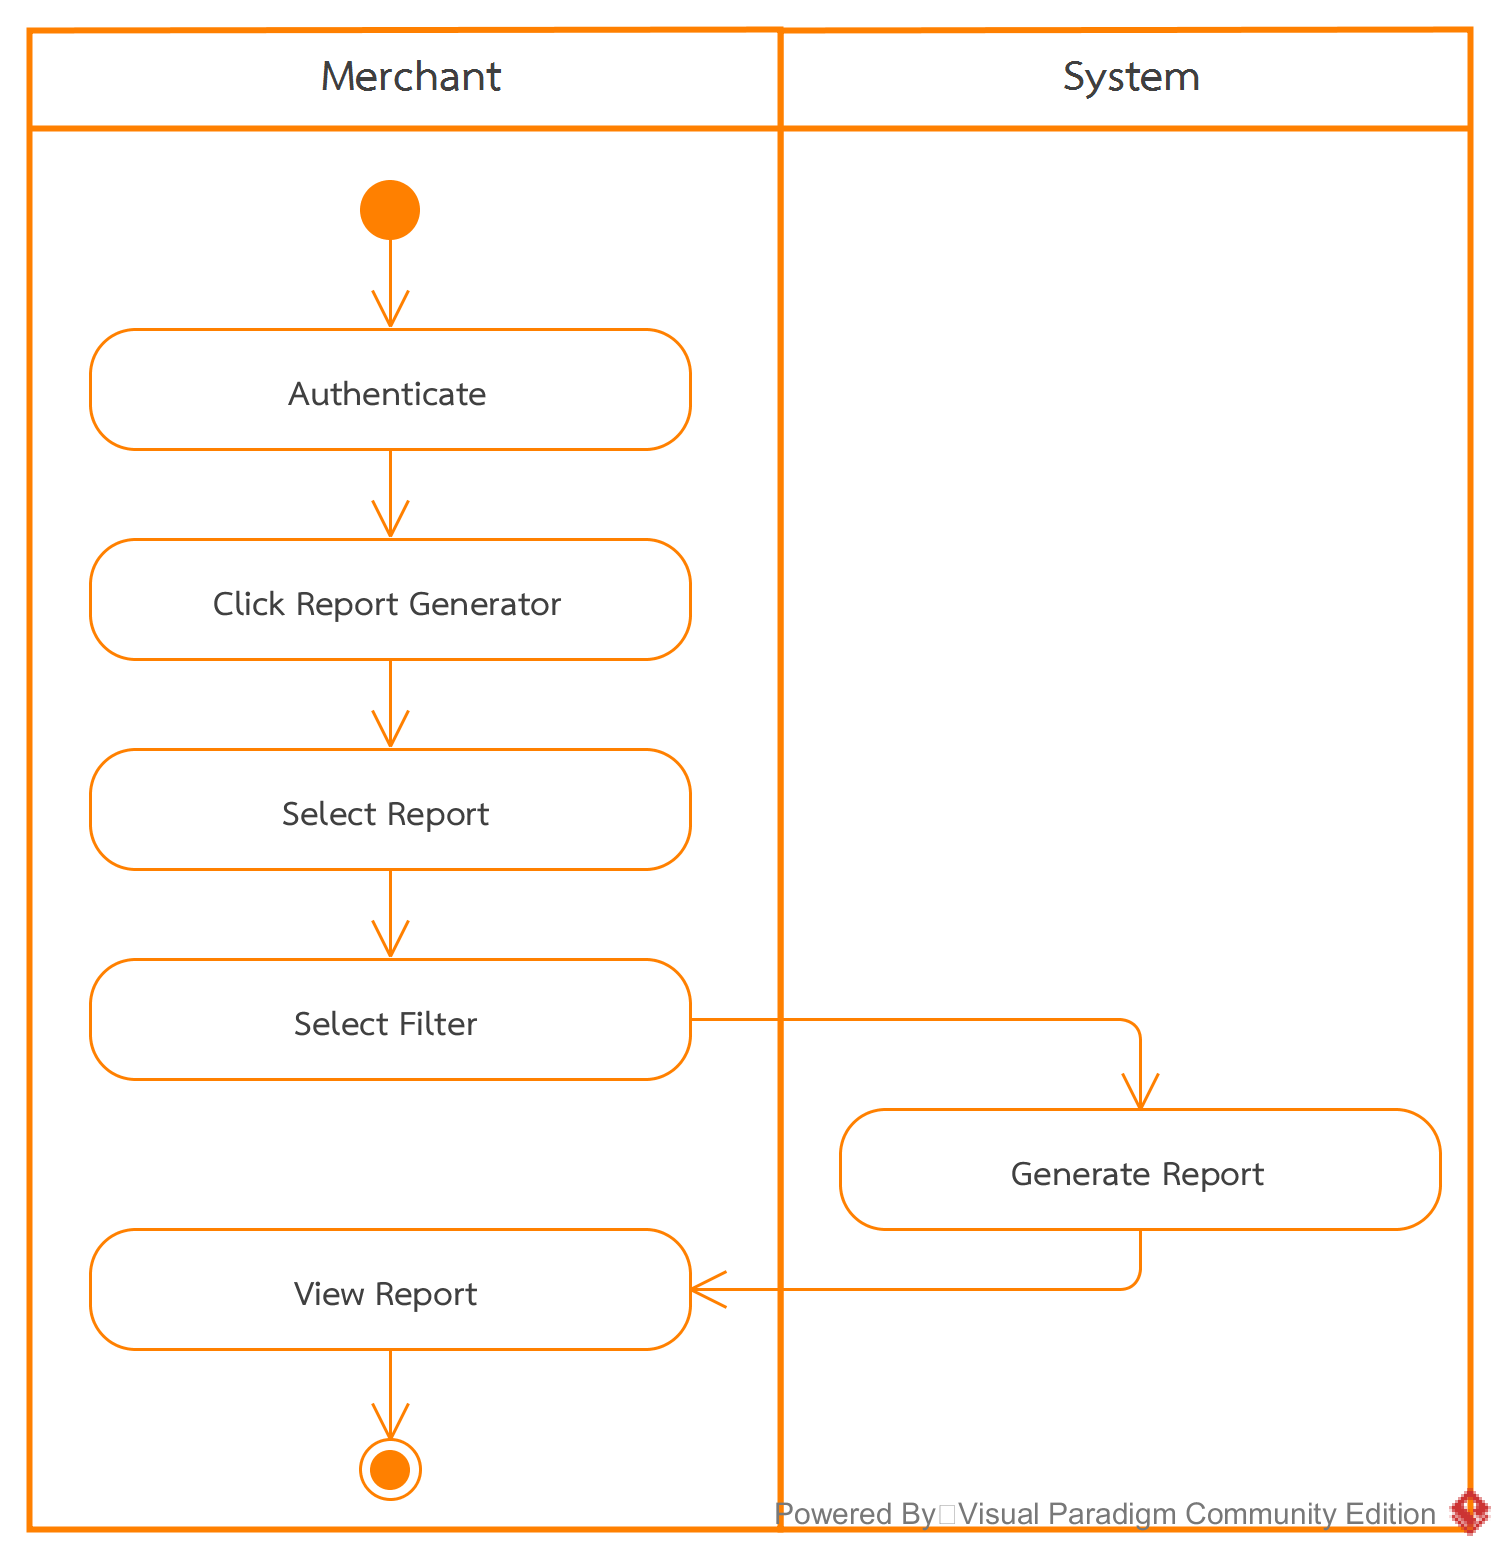 Merchant
System
Authenticate
Click Report Generator
Select Report
Select Filter
Generate Report
View Report
Powered By Visual Paradigm Community Edition